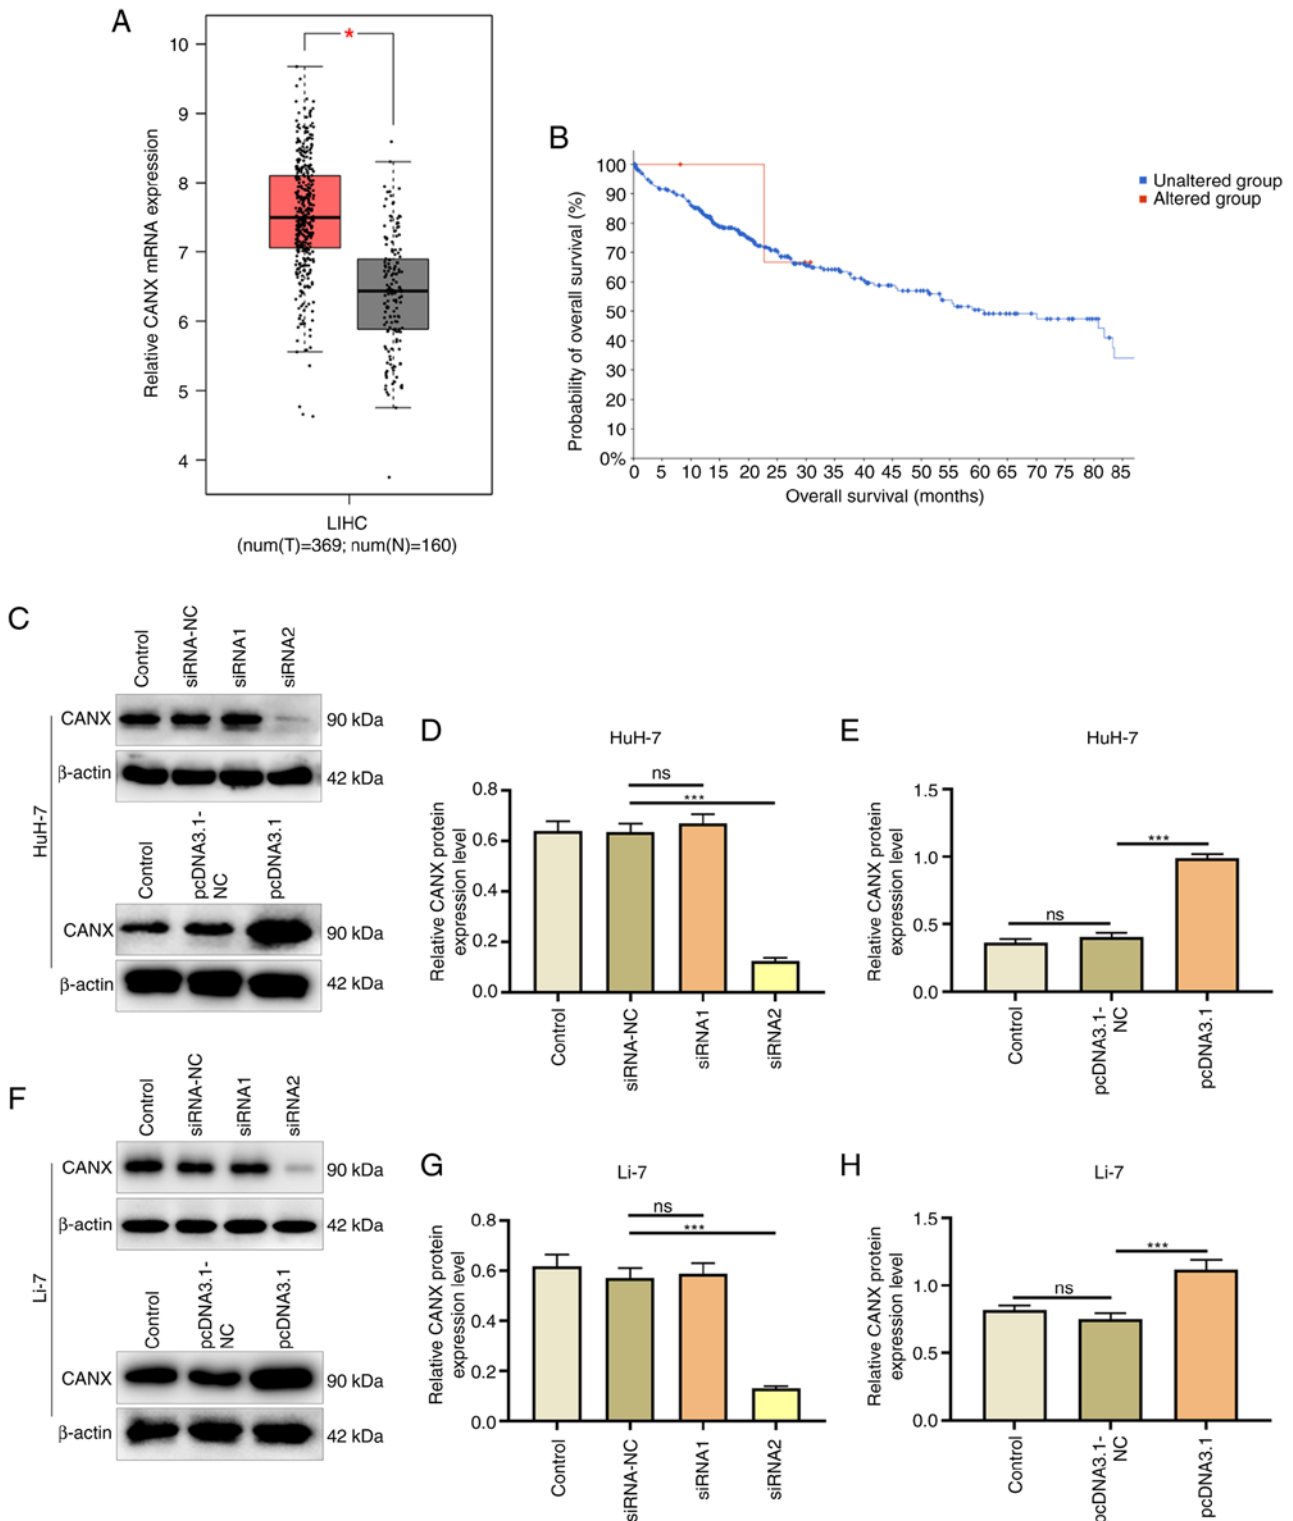 A
*
10
9
8
7
6
5
4
Relative CANX mRNA expression
LIHC
(num(T)=369; num(N)=160)
B
100
90
80
70
60
50
40
30
20
10
0%
Probability of overall survival (%)
0 5 10 15 20 25 30 35 40 45 50 55 60 65 70 75 80 85
Overall survival (months)
Unaltered group
Altered group
C
HuH-7
Control
siRNA-NC
siRNA1
siRNA2
CANX
90 kDa
β-actin
42 kDa
Control
pcDNA3.1-
NC
pcDNA3.1
CANX
90 kDa
β-actin
42 kDa
D
HuH-7
Relative CANX protein
expression level
0.8
0.6
0.4
0.2
0.0
ns
***
Control
siRNA-NC
siRNA1
siRNA2
E
HuH-7
Relative CANX protein
expression level
1.5
1.0
0.5
0.0
ns
***
Control
pcDNA3.1-
NC
pcDNA3.1
F
Li-7
Control
siRNA-NC
siRNA1
siRNA2
CANX
90 kDa
β-actin
42 kDa
Control
pcDNA3.1-
NC
pcDNA3.1
CANX
90 kDa
β-actin
42 kDa
G
Li-7
Relative CANX protein
expression level
0.8
0.6
0.4
0.2
0.0
ns
***
Control
siRNA-NC
siRNA1
siRNA2
H
Li-7
Relative CANX protein
expression level
1.5
1.0
0.5
0.0
ns
***
Control
pcDNA3.1-
NC
pcDNA3.1